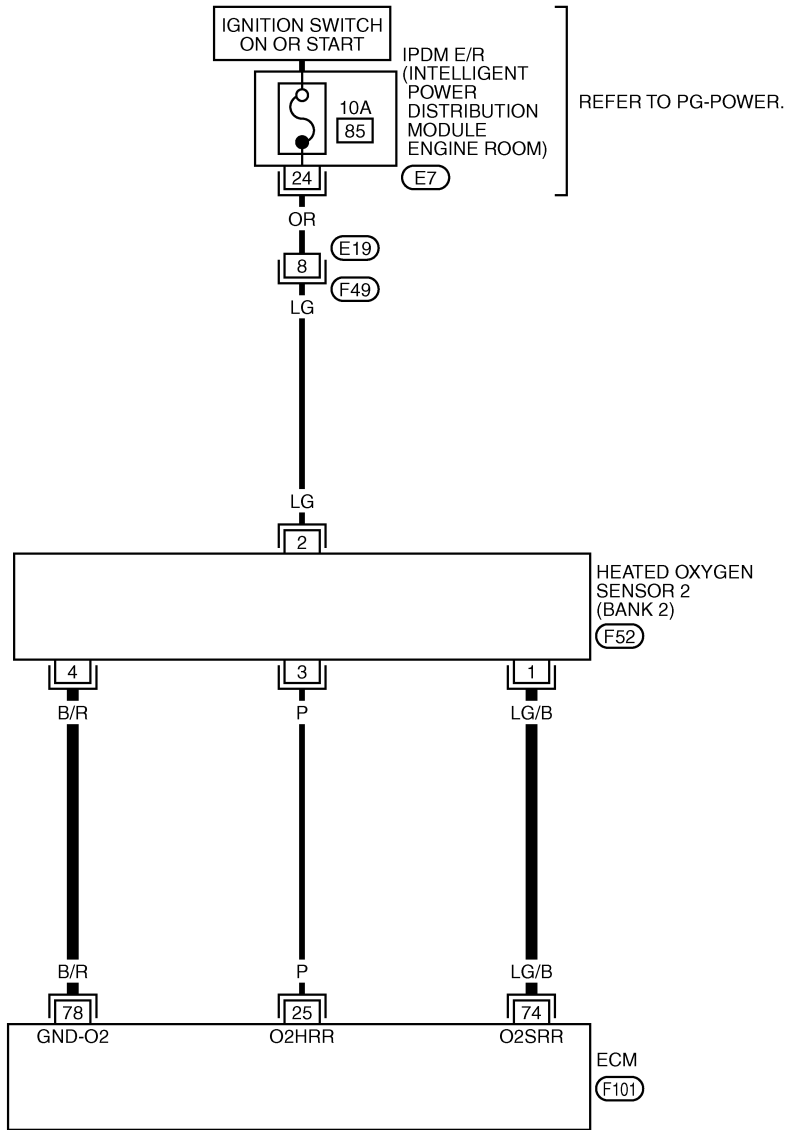 IGNITION SWITCH
ON OR START
IPDM E/R
(INTELLIGENT
POWER
DISTRIBUTION
MODULE
ENGINE ROOM)
REFER TO PG-POWER.
10A
85
24
E7
OR
E19
8
F49
LG
LG
2
HEATED OXYGEN
SENSOR 2
(BANK 2)
F52
4 3 1
B/R P LG/B
B/R P LG/B
78 25 74
GND-O2 O2HRR O2SRR
ECM
F101